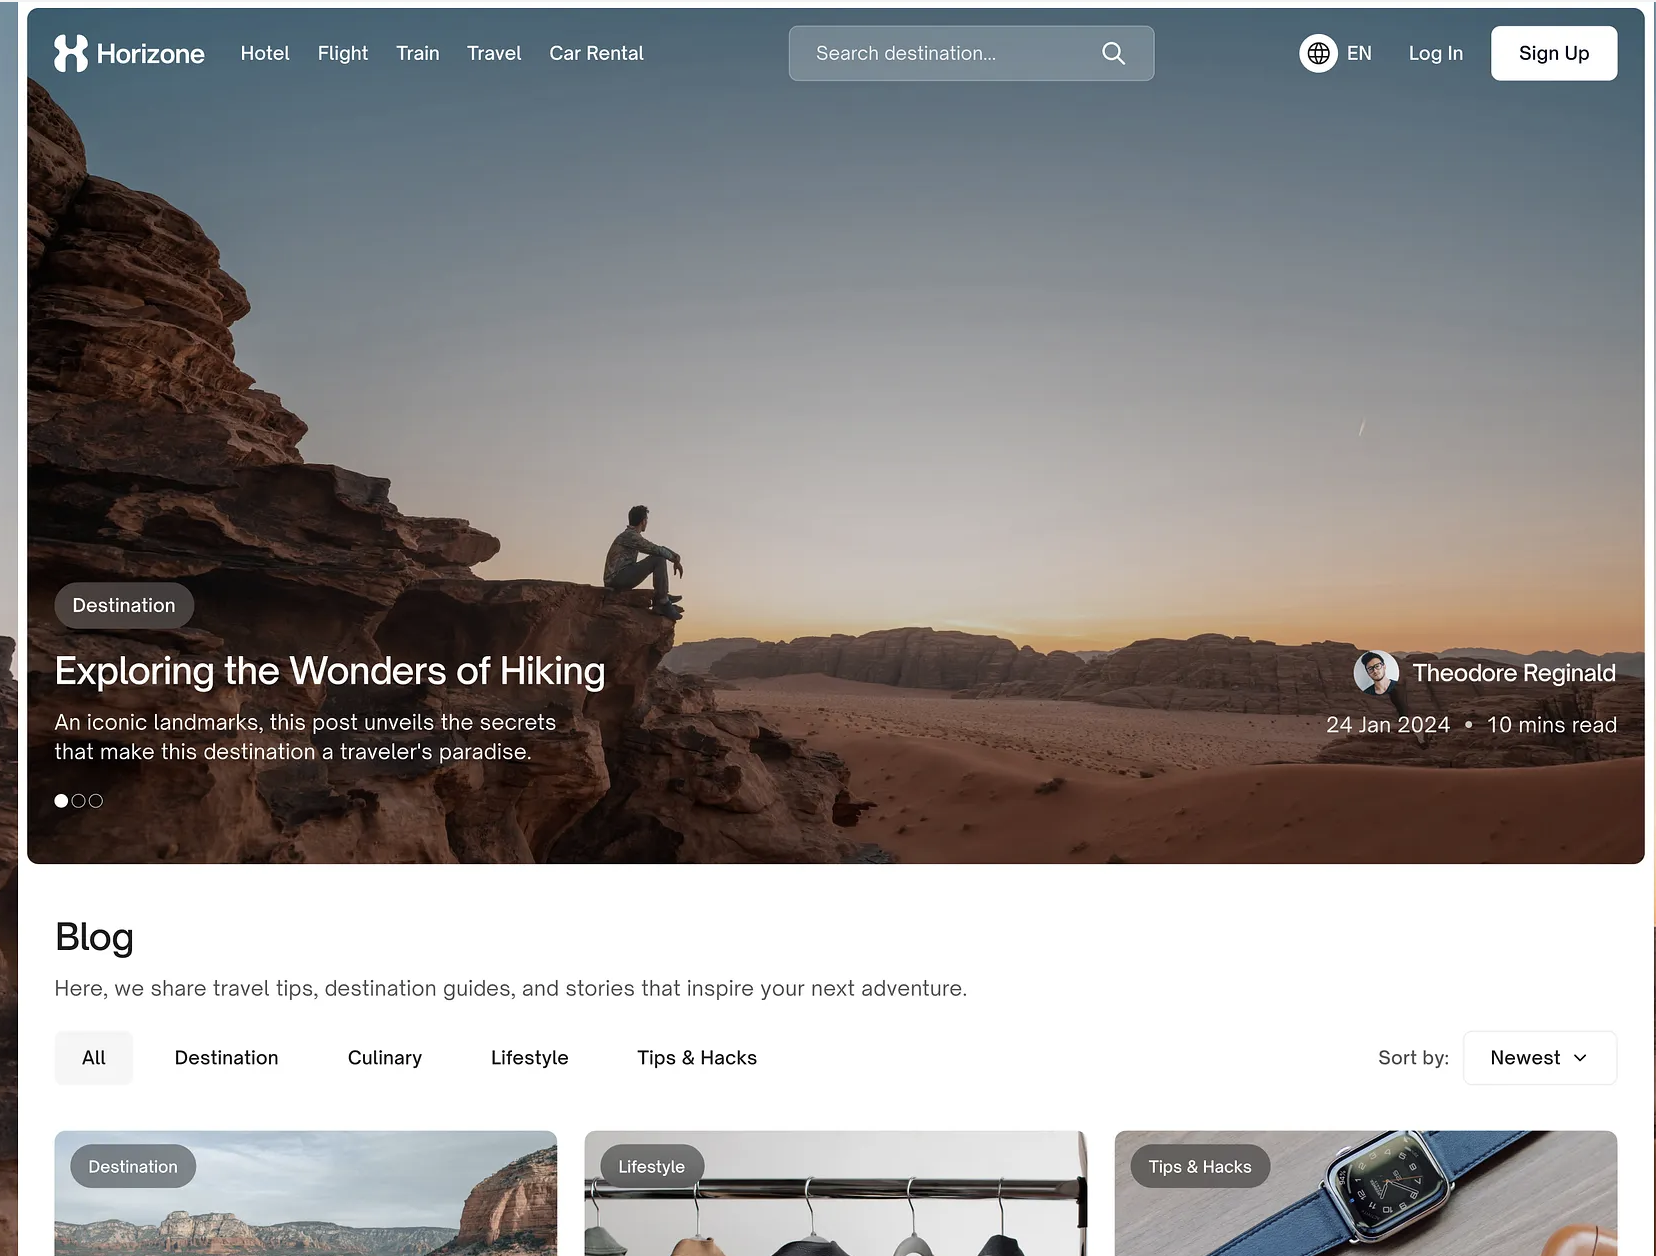 Horizone
Hotel
Flight
Train
Travel
Car Rental
Search destination...
EN
Log In
Sign Up
Destination
Exploring the Wonders of Hiking
An iconic landmarks, this post unveils the secrets
that make this destination a traveler's paradise.
Theodore Reginald
24 Jan 2024 • 10 mins read
Blog
Here, we share travel tips, destination guides, and stories that inspire your next adventure.
All
Destination
Culinary
Lifestyle
Tips & Hacks
Sort by:
Newest
Destination
Lifestyle
Tips & Hacks